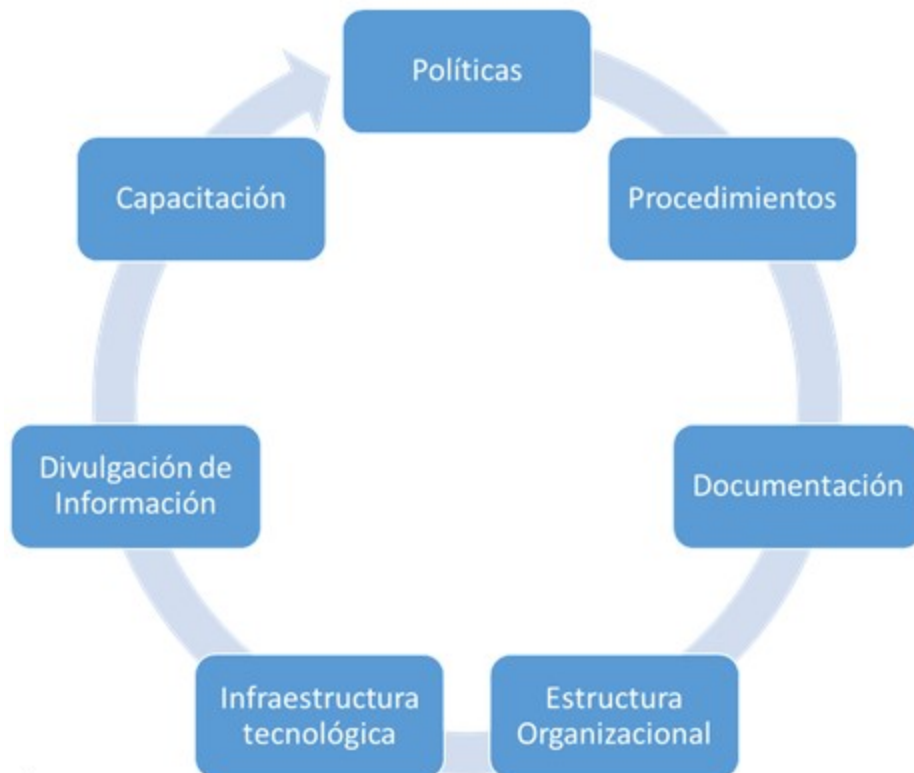 Políticas
Procedimientos
Documentación
Estructura
Organizacional
Infraestructura
tecnológica
Divulgación de
Información
Capacitación